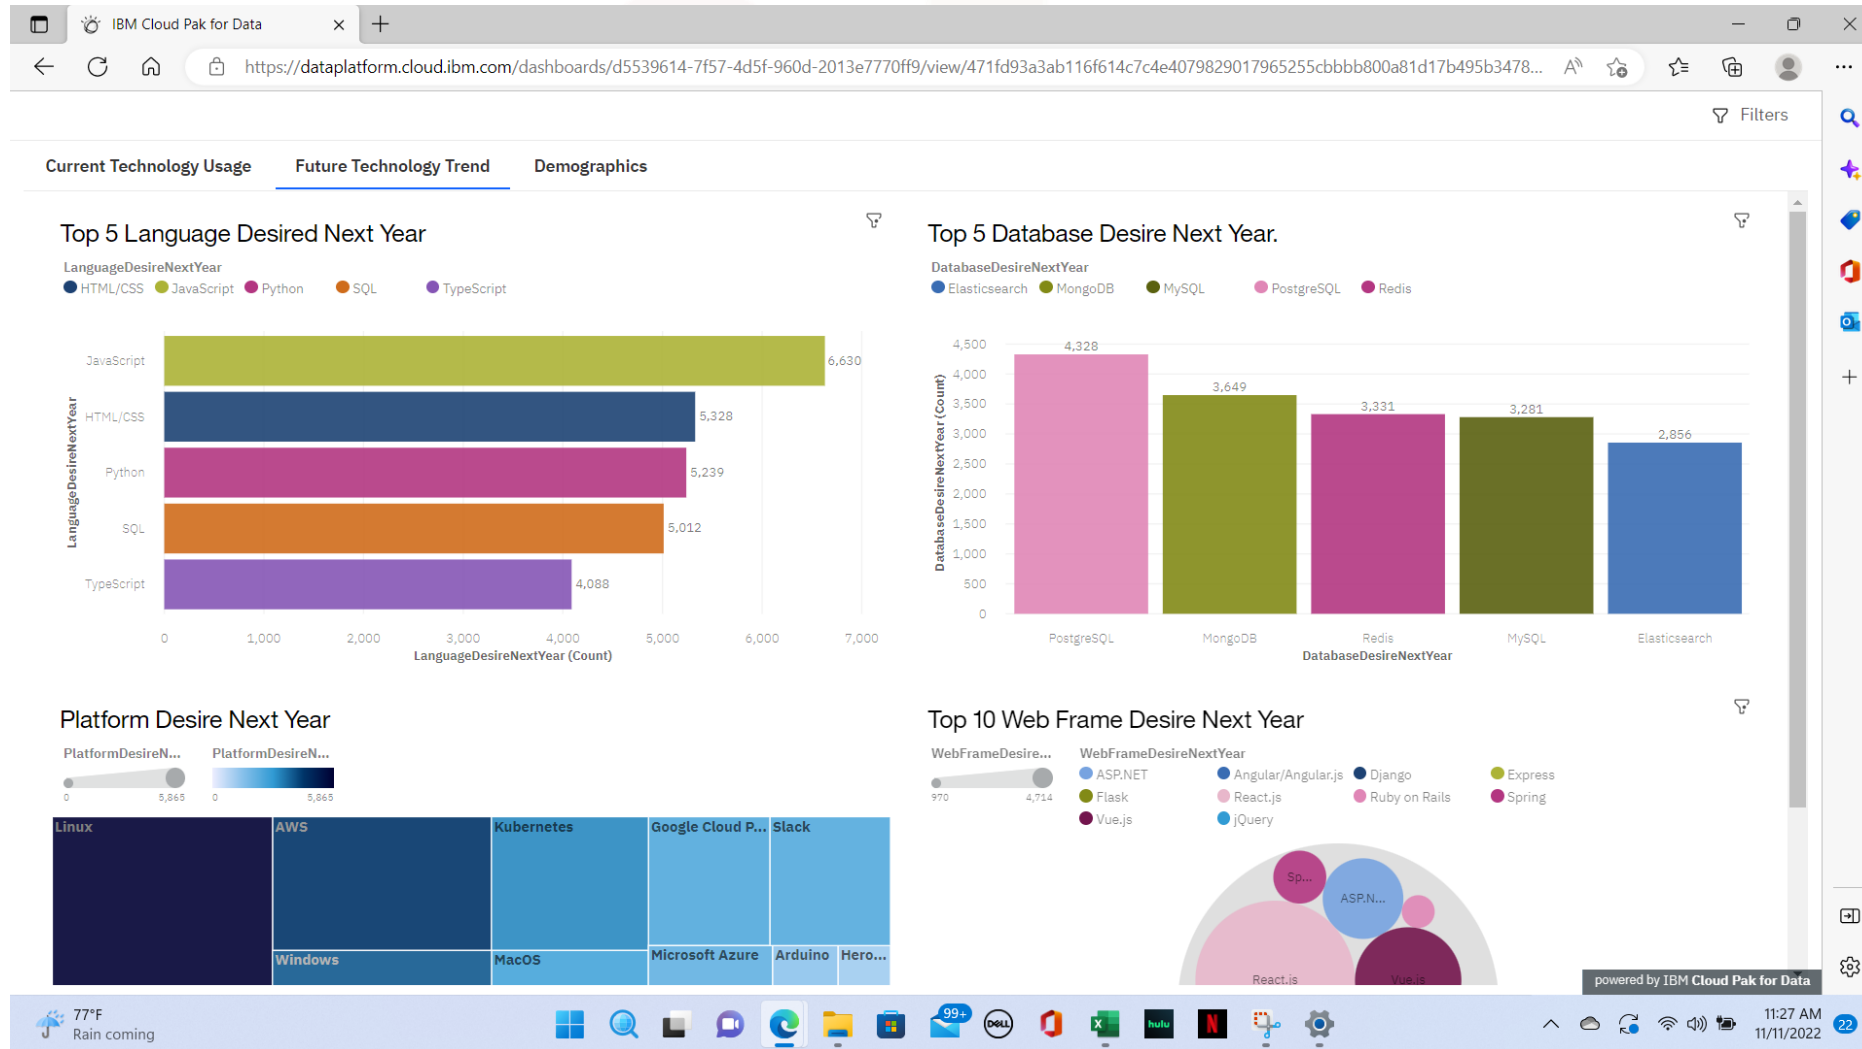 IBM Cloud Pak for Data
https://dataplatform.cloud.ibm.com/dashboards/d5539614-7f57-4d5f-960d-2013e7770ff9/view/471fd93a3ab116f614c7c4e4079829017965255cbbbb800a81d17b495b3478...
Filters
Current Technology Usage
Future Technology Trend
Demographics
Top 5 Language Desired Next Year
LanguageDesireNextYear
HTML/CSS JavaScript Python SQL TypeScript
LanguageDesireNextYear
JavaScript 6,630
HTML/CSS 5,328
Python 5,239
SQL 5,012
TypeScript 4,088
0 1,000 2,000 3,000 4,000 5,000 6,000 7,000
LanguageDesireNextYear (Count)
Top 5 Database Desire Next Year.
DatabaseDesireNextYear
Elasticsearch MongoDB MySQL PostgreSQL Redis
DatabaseDesireNextYear (Count)
4,500
4,000
3,500
3,000
2,500
2,000
1,500
1,000
500
0
4,328
3,649
3,331
3,281
2,856
PostgreSQL MongoDB Redis MySQL Elasticsearch
DatabaseDesireNextYear
Platform Desire Next Year
PlatformDesireN... PlatformDesireN...
0 5,865 0 5,865
Linux
AWS
Kubernetes
Google Cloud P...
Slack
Windows
MacOS
Microsoft Azure
Arduino
Hero...
Top 10 Web Frame Desire Next Year
WebFrameDesire... WebFrameDesireNextYear
970 4,714
ASP.NET Angular/Angular.js Django Express
Flask React.js Ruby on Rails Spring
Vue.js jQuery
Sp...
ASP.N...
React.js
Vue.js
powered by IBM Cloud Pak for Data
77°F
Rain coming
99+
DELL
hulu
N
11:27 AM
11/11/2022
22